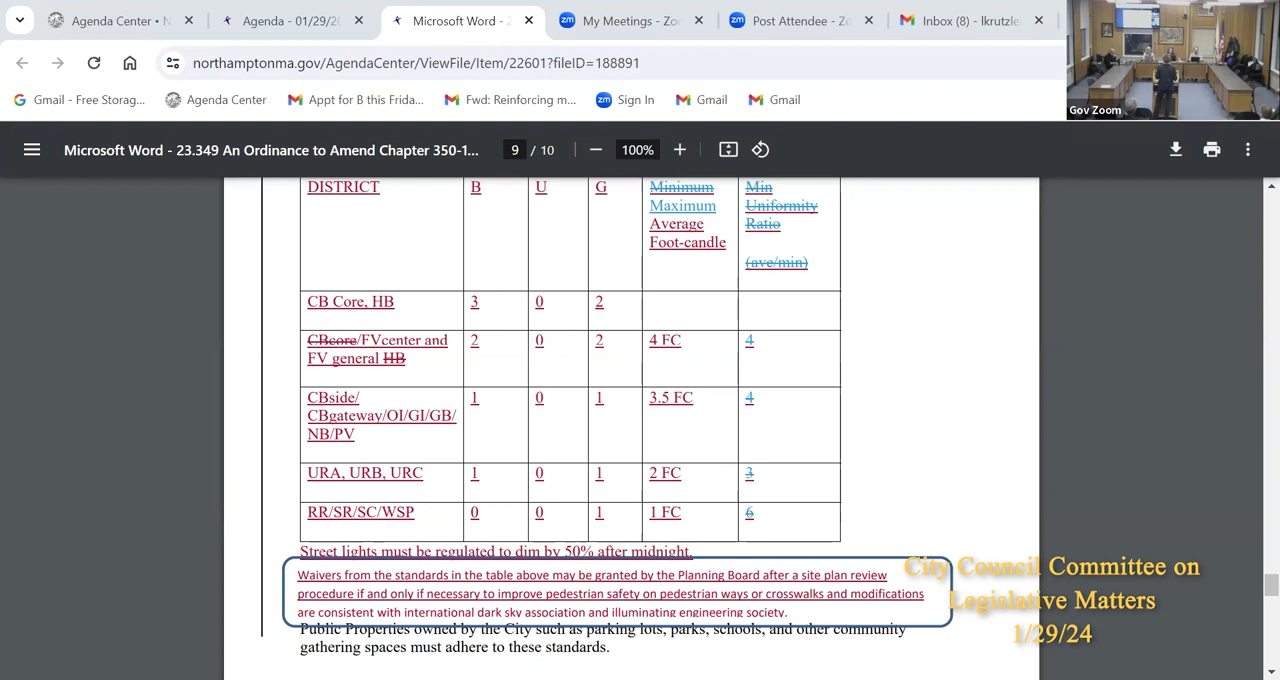 Agenda Center • N
Agenda - 01/29/20
Microsoft Word - 2
My Meetings - Zoo
Post Attendee - Zo
Inbox (8) - lkrutzle
northamptonma.gov/AgendaCenter/ViewFile/Item/22601?fileID=188891
Gmail - Free Storag...
Agenda Center
Appt for B this Frida...
Fwd: Reinforcing m...
Sign In
Gmail
Gmail
Gov Zoom
Microsoft Word - 23.349 An Ordinance to Amend Chapter 350-1...
9 / 10
100%
DISTRICT B U G Minimum Min
Maximum Uniformity
Average Ratio
Foot-candle
(ave/min)
CB Core, HB 3 0 2
CBcore/FVcenter and 2 0 2 4 FC 4
FV general HB
CBside/ 1 0 1 3.5 FC 4
CBgateway/OI/GI/GB/
NB/PV
URA, URB, URC 1 0 1 2 FC 3
RR/SR/SC/WSP 0 0 1 1 FC 6
Street lights must be regulated to dim by 50% after midnight.
Waivers from the standards in the table above may be granted by the Planning Board after a site plan review
procedure if and only if necessary to improve pedestrian safety on pedestrian ways or crosswalks and modifications
are consistent with international dark sky association and illuminating engineering society.
Public Properties owned by the City such as parking lots, parks, schools, and other community
gathering spaces must adhere to these standards.
City Council Committee on
Legislative Matters
1/29/24